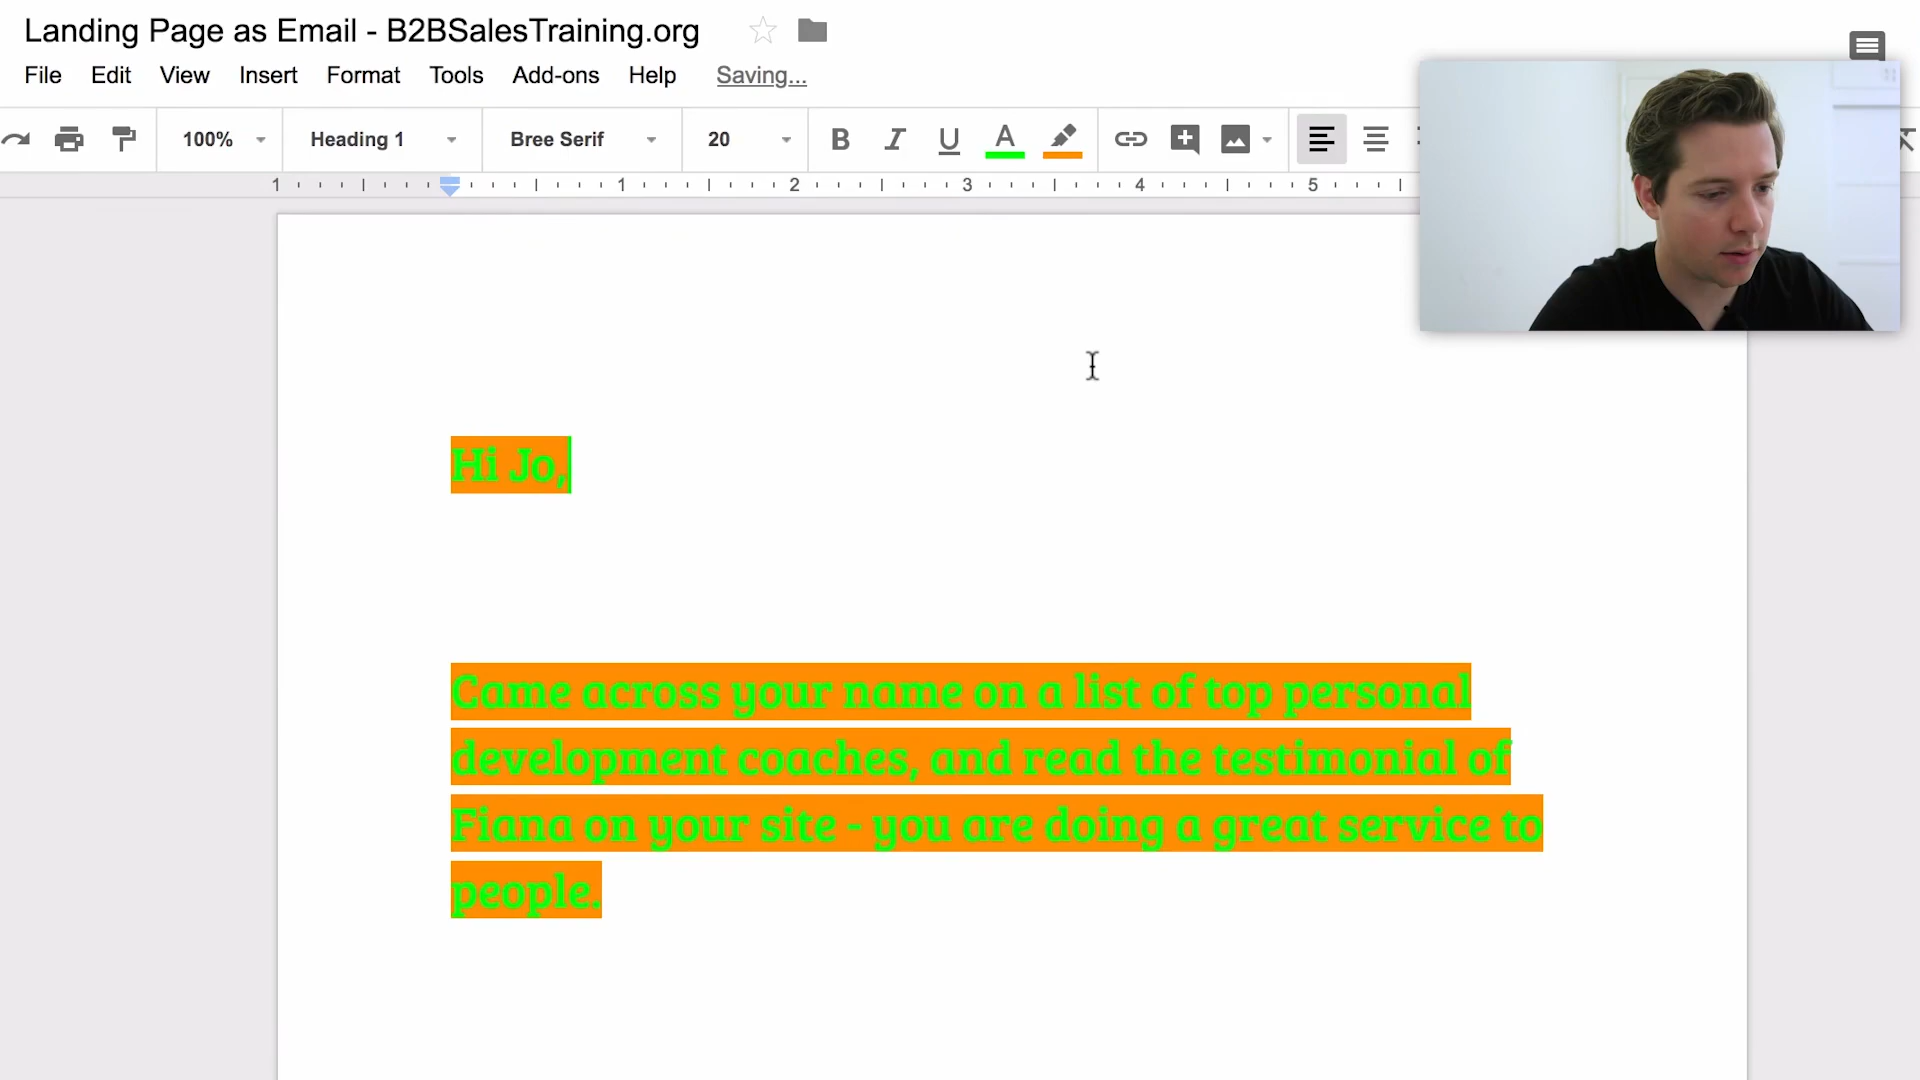 Landing Page as Email - B2BSalesTraining.org
File Edit View Insert Format Tools Add-ons Help Saving...
100% Heading 1 Bree Serif 20 B I U A
1 1 2 3 4 5
Hi Jo,
Came across your name on a list of top personal
development coaches, and read the testimonial of
Fiana on your site - you are doing a great service to
people.